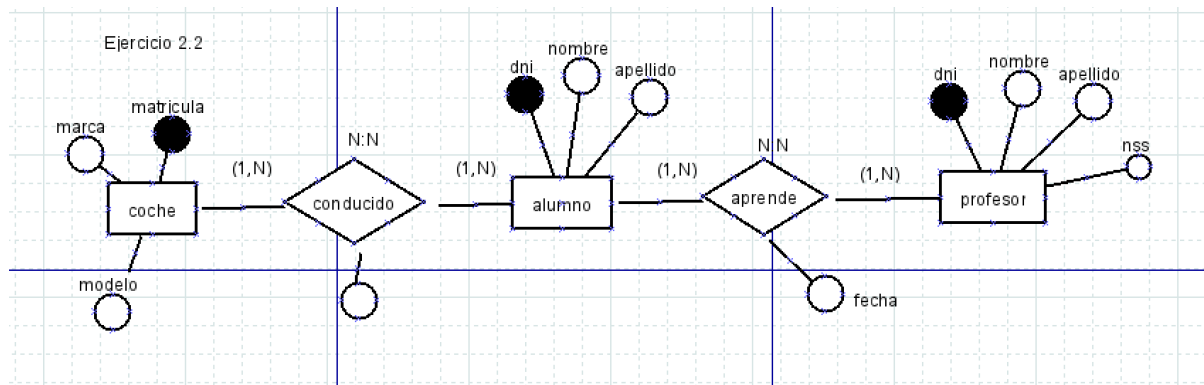 Ejercicio 2.2
marca
matricula
coche
modelo
(1,N)
N:N
conducido
(1,N)
dni
nombre
apellido
alumno
(1,N)
N N
aprende
fecha
(1,N)
dni
nombre
apellido
nss
profesor